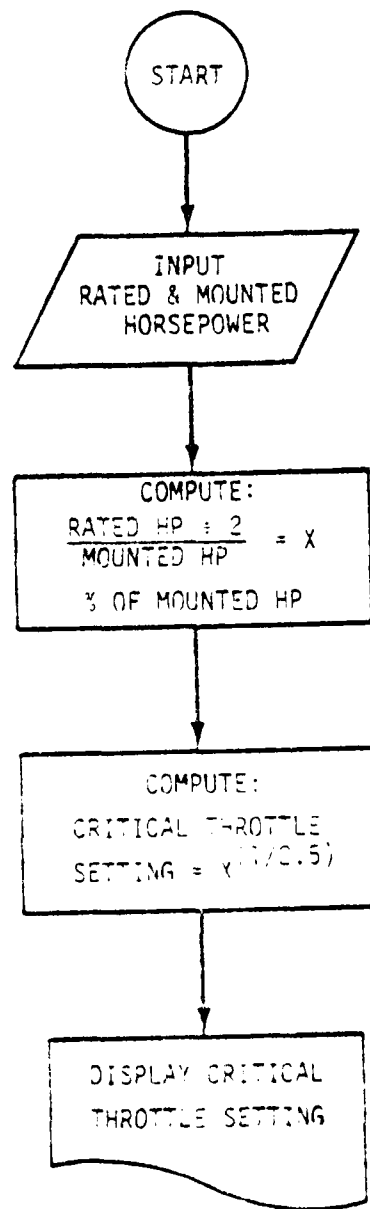 START
INPUT
RATED & MOUNTED
HORSEPOWER
COMPUTE:
RATED HP ÷ 2
MOUNTED HP
= X
% OF MOUNTED HP
COMPUTE:
CRITICAL THROTTLE
SETTING = X
DISPLAY CRITICAL
THROTTLE SETTING